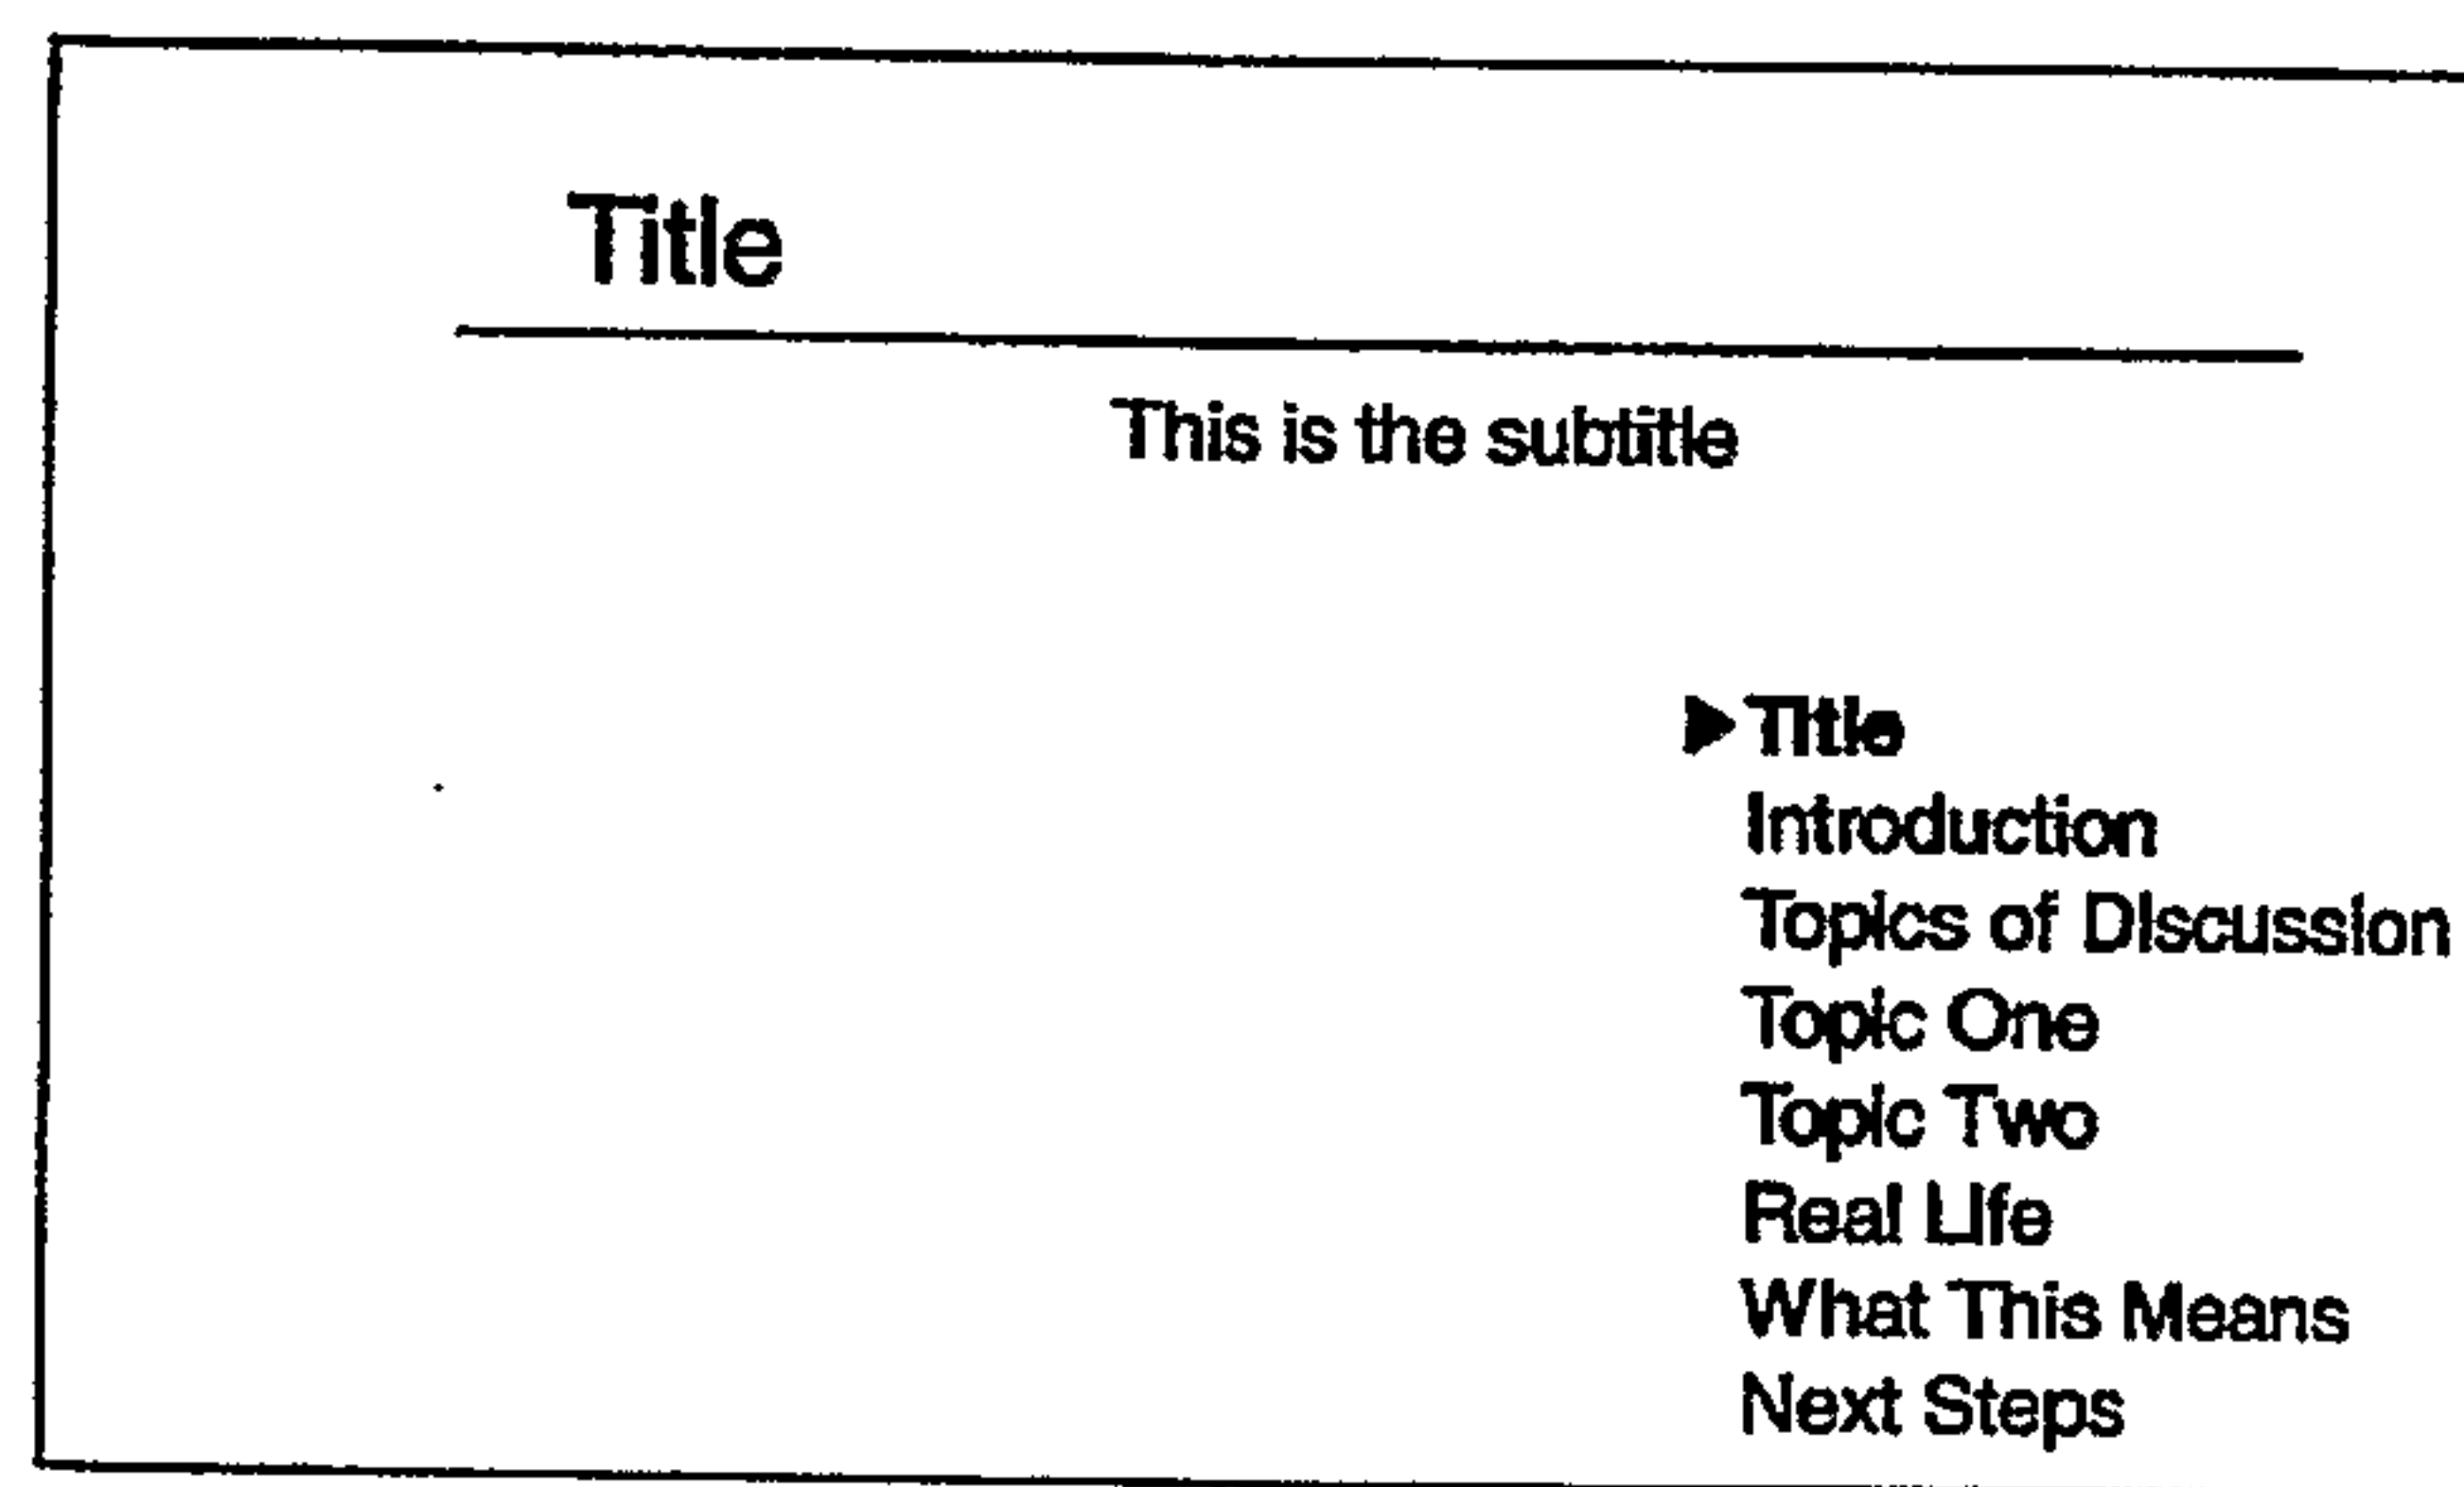 Title
This is the subtitle
Title
Introduction
Topics of Discussion
Topic One
Topic Two
Real Life
What This Means
Next Steps